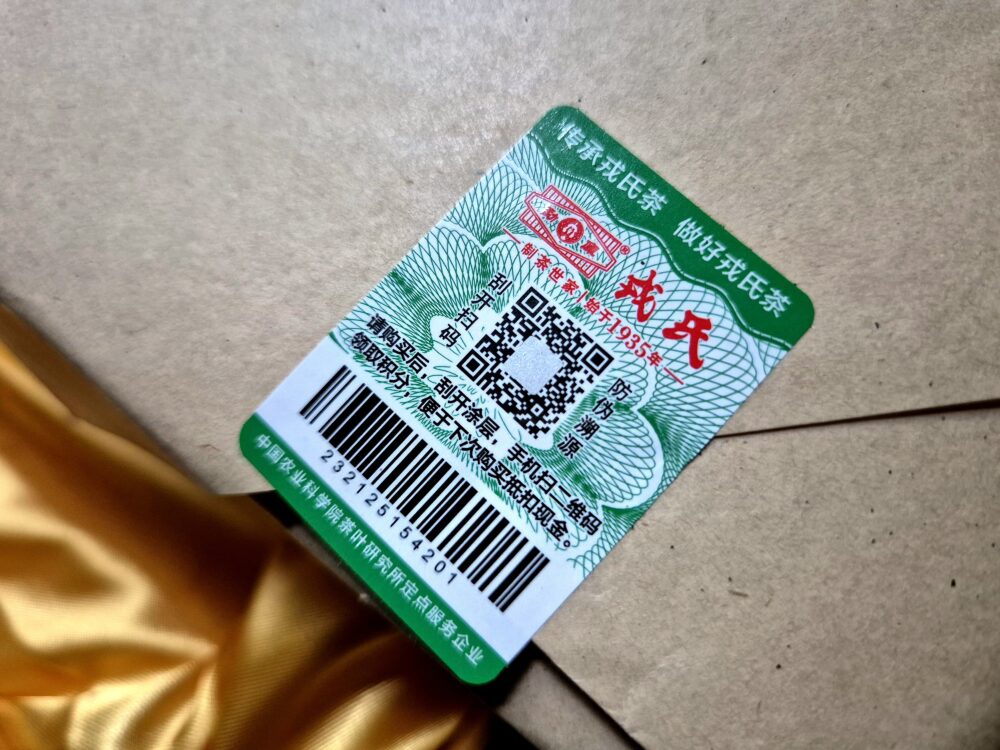 传承戎氏茶 做好戎氏茶
勐库
®
戎氏
制茶世家|始于1935年
刮开扫码
防伪溯源
请购买后,刮开涂层,手机扫二维码
领取积分,便于下次购买抵扣现金。
232125154201
中国农业科学院茶叶研究所定点服务企业